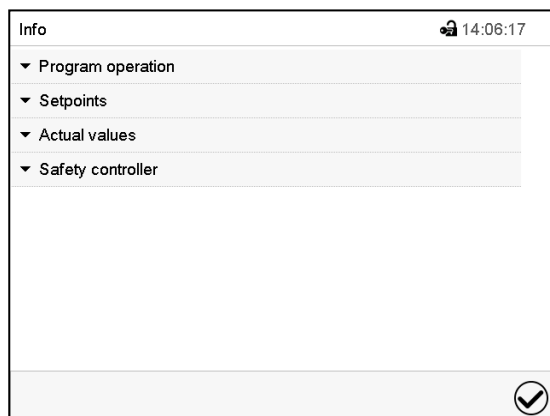 Info 14:06:17
Program operation
Setpoints
Actual values
Safety controller